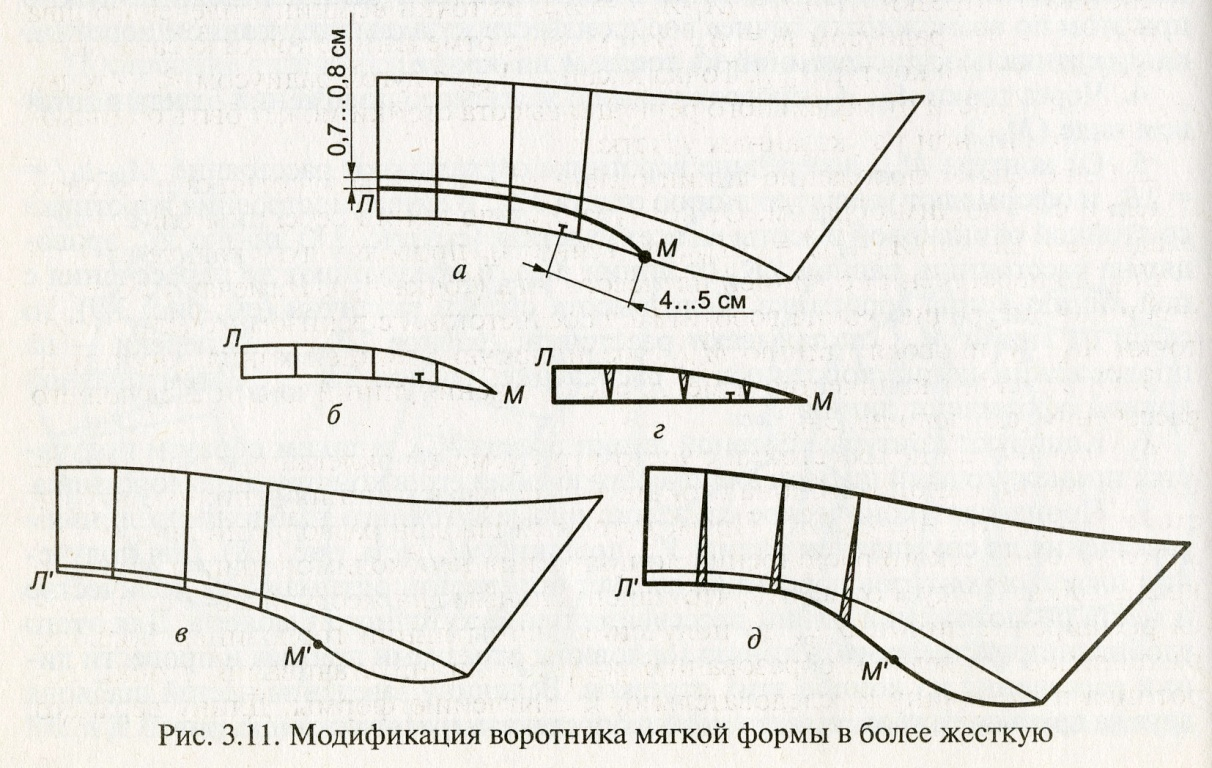 0,7...0,8 см
Л
М
а
4...5 см
Л
М
б
Л
М
г
Л'
М'
в
Л'
М'
д
Рис. 3.11. Модификация воротника мягкой формы в более жесткую